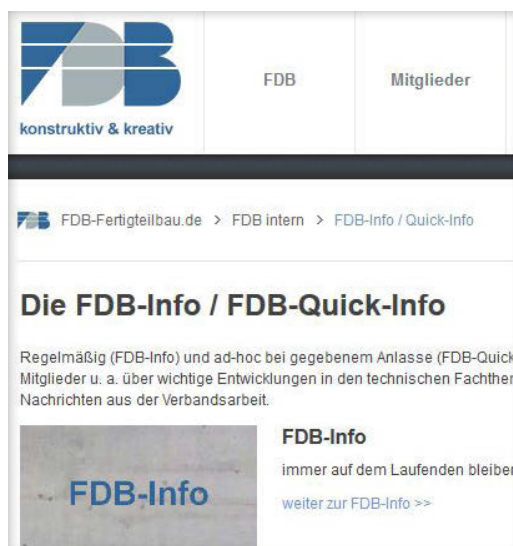 FDB
konstruktiv & kreativ
FDB
Mitglieder
FDB FDB-Fertigteilbau.de > FDB intern > FDB-Info / Quick-Info
Die FDB-Info / FDB-Quick-Info
Regelmäßig (FDB-Info) und ad-hoc bei gegebenem Anlasse (FDB-Quick
Mitglieder u. a. über wichtige Entwicklungen in den technischen Fachther
Nachrichten aus der Verbandsarbeit.
FDB-Info
FDB-Info
immer auf dem Laufenden bleiben
weiter zur FDB-Info >>